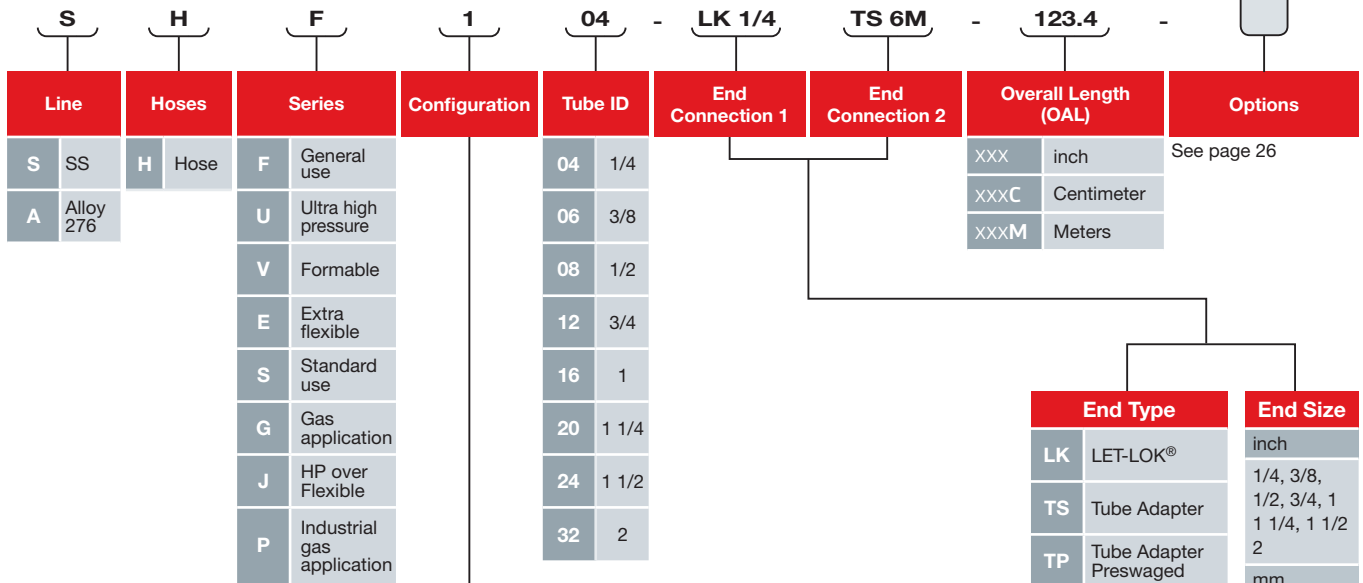 S H F 1 04 - LK 1/4 TS 6M - 123.4 -
Line Hoses Series Configuration Tube ID End Connection 1 End Connection 2 Overall Length (OAL) Options
S SS
A Alloy 276
H Hose
F General use
U Ultra high pressure
V Formable
E Extra flexible
S Standard use
G Gas application
J HP over Flexible
P Industrial gas application
04 1/4
06 3/8
08 1/2
12 3/4
16 1
20 1 1/4
24 1 1/2
32 2
XXX inch
XXXC Centimeter
XXXM Meters
See page 26
End Type
LK LET-LOK®
TS Tube Adapter
TP Tube Adapter Preswaged
End Size
inch
1/4, 3/8,
1/2, 3/4, 1
1 1/4, 1 1/2
2
mm